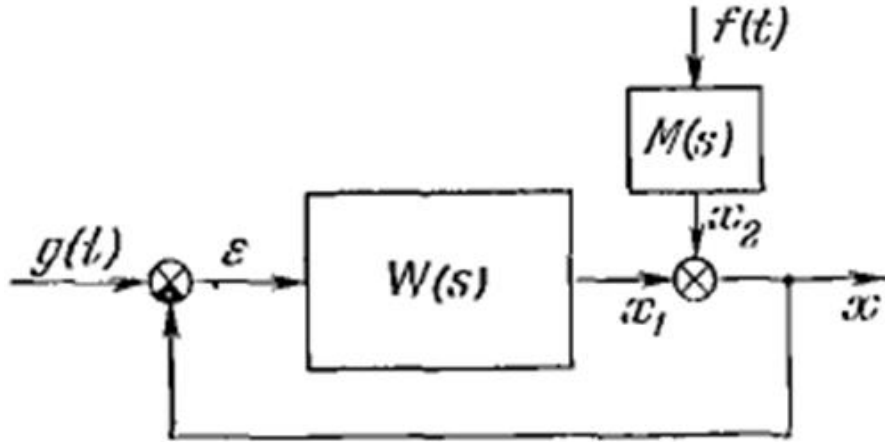 f(t)
M(s)
x₂
g(t)
ε
W(s)
x₁
x